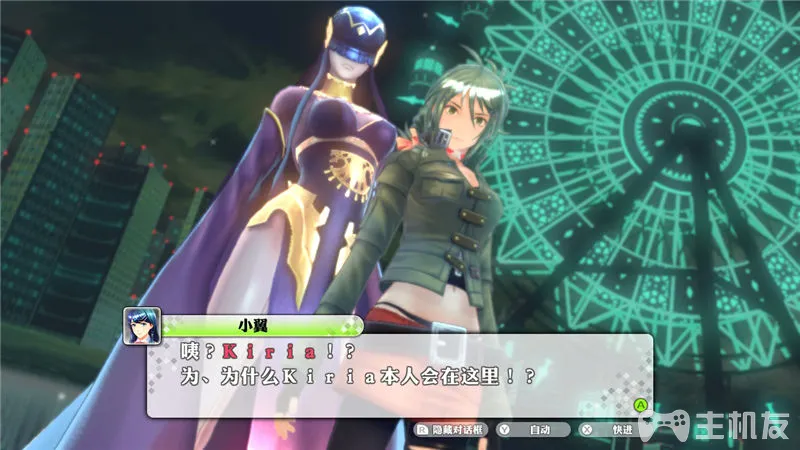 小翼
咦？Kiria！？
为、为什么Kiria本人会在这里！？
A
R 隐藏对话框 Y 自动 X 快进
主机友